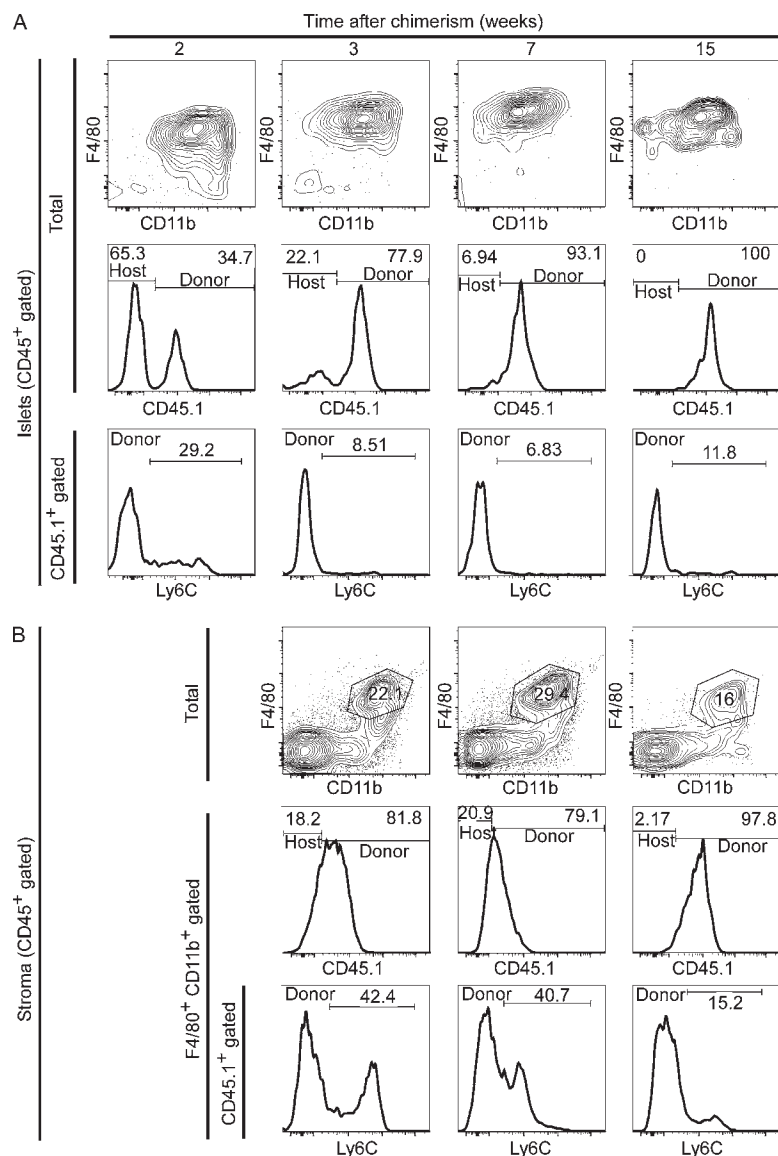 A
Time after chimerism (weeks)
2 3 7 15
Islets (CD45+ gated)
Total
F4/80 F4/80 F4/80 F4/80
CD11b CD11b CD11b CD11b
65.3 34.7 22.1 77.9 6.94 93.1 0 100
Host Donor Host Donor Host Donor Host Donor
CD45.1 CD45.1 CD45.1 CD45.1
CD45.1+ gated
Donor Donor Donor Donor
29.2 8.51 6.83 11.8
Ly6C Ly6C Ly6C Ly6C
B
Stroma (CD45+ gated)
Total
F4/80 F4/80 F4/80
22.1 29.4 16
CD11b CD11b CD11b
F4/80+ CD11b+ gated
18.2 81.8 20.9 79.1 2.17 97.8
Host Donor Host Donor Host Donor
CD45.1 CD45.1 CD45.1
CD45.1+ gated
Donor 42.4 Donor 40.7 Donor 15.2
Ly6C Ly6C Ly6C